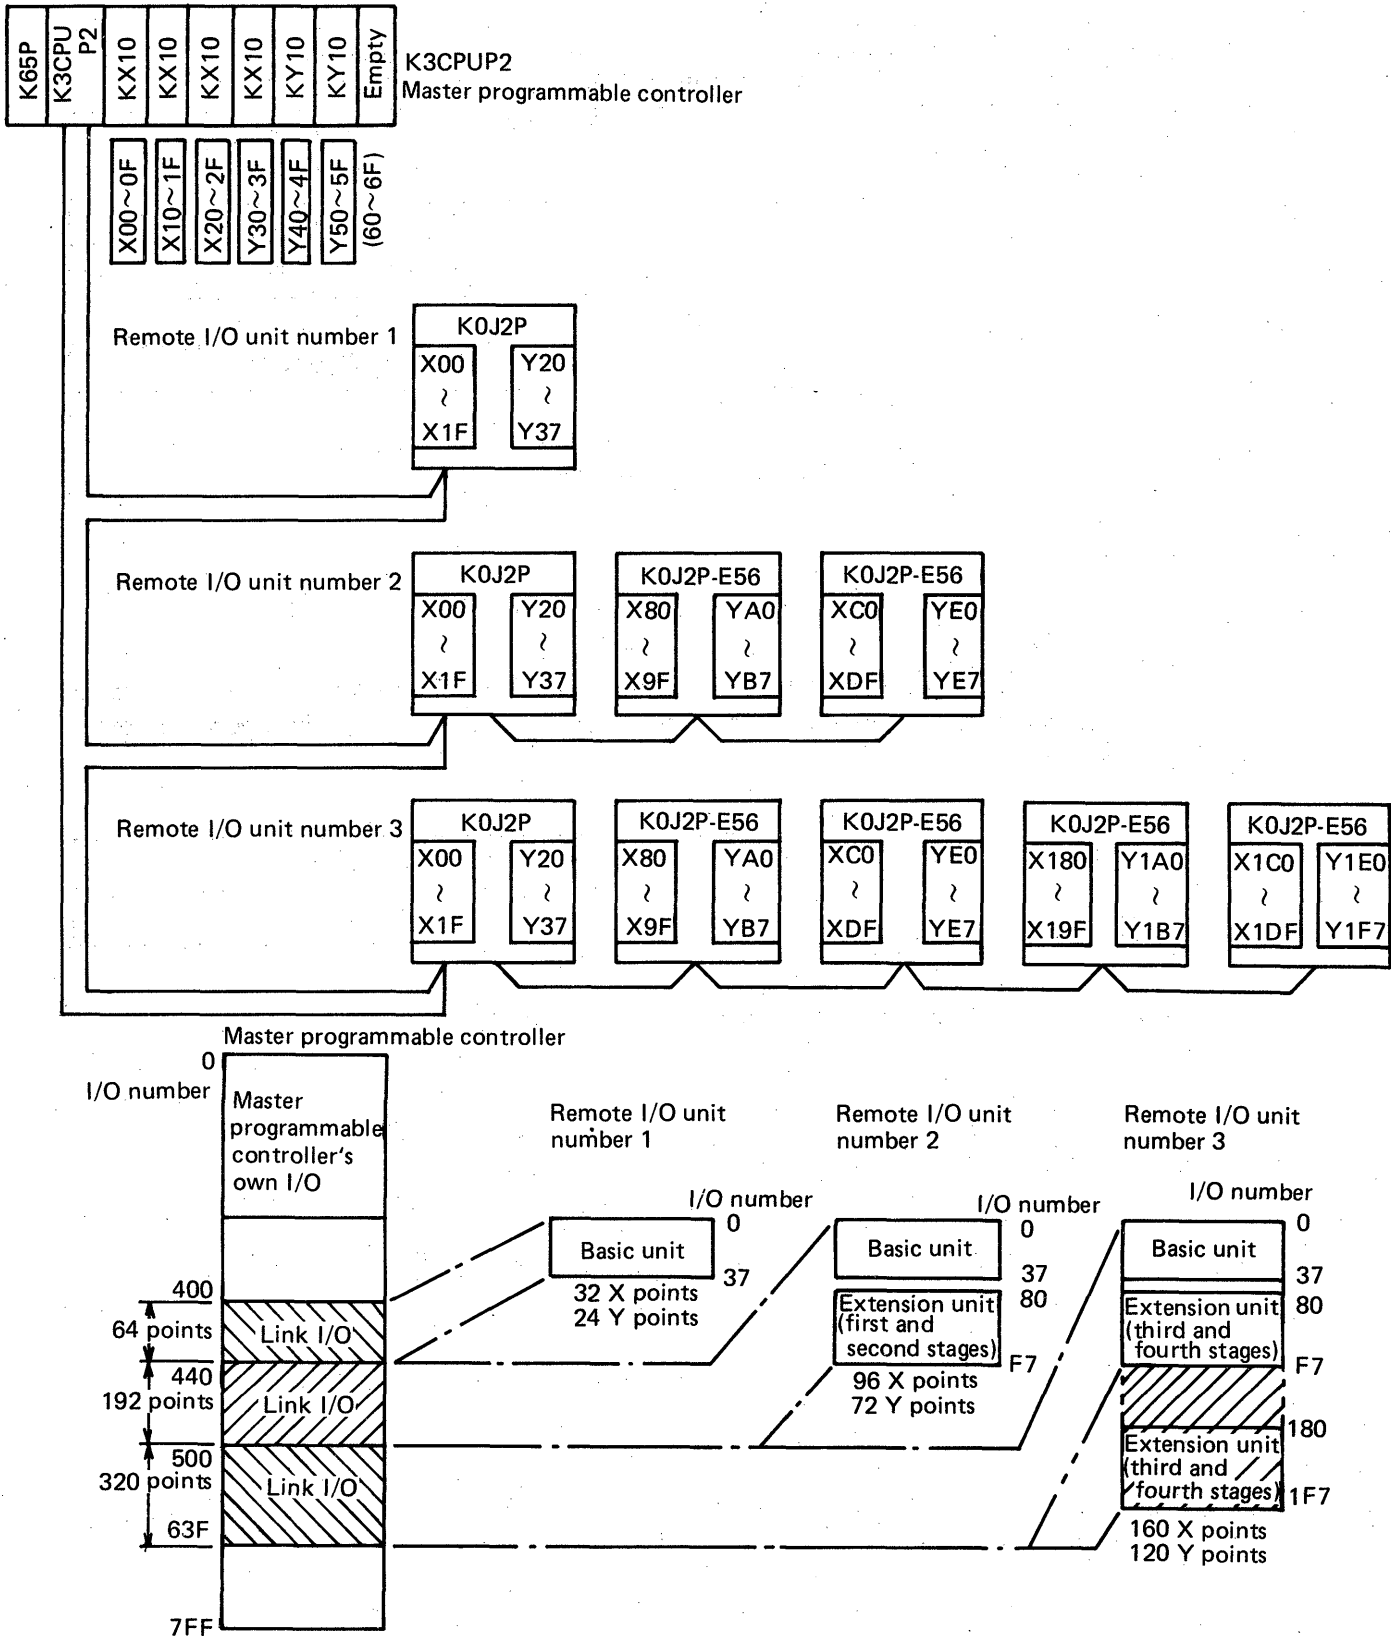 K65P
K3CPU
P2
KX10
KX10
KX10
KX10
KY10
KY10
Empty
K3CPUP2
Master programmable controller
X00~0F
X10~1F
X20~2F
Y30~3F
Y40~4F
Y50~5F
(60~6F)
Remote I/O unit number 1
K0J2P
X00
~
X1F
Y20
~
Y37
Remote I/O unit number 2
K0J2P
X00
~
X1F
Y20
~
Y37
K0J2P-E56
X80
~
X9F
YA0
~
YB7
K0J2P-E56
XC0
~
XDF
YE0
~
YE7
Remote I/O unit number 3
K0J2P
X00
~
X1F
Y20
~
Y37
K0J2P-E56
X80
~
X9F
YA0
~
YB7
K0J2P-E56
XC0
~
XDF
YE0
~
YE7
K0J2P-E56
X180
~
X19F
Y1A0
~
Y1B7
K0J2P-E56
X1C0
~
X1DF
Y1E0
~
Y1F7
Master programmable controller
0
I/O number
Master
programmable
controller's
own I/O
400
64 points
Link I/O
440
192 points
Link I/O
500
320 points
Link I/O
63F
7FF
Remote I/O unit
number 1
I/O number
0
Basic unit
37
32 X points
24 Y points
Remote I/O unit
number 2
I/O number
0
Basic unit
37
80
Extension unit
(first and
second stages)
F7
96 X points
72 Y points
Remote I/O unit
number 3
I/O number
0
Basic unit
37
80
Extension unit
(third and
fourth stages)
F7
180
Extension unit
(third and
fourth stages)
1F7
160 X points
120 Y points